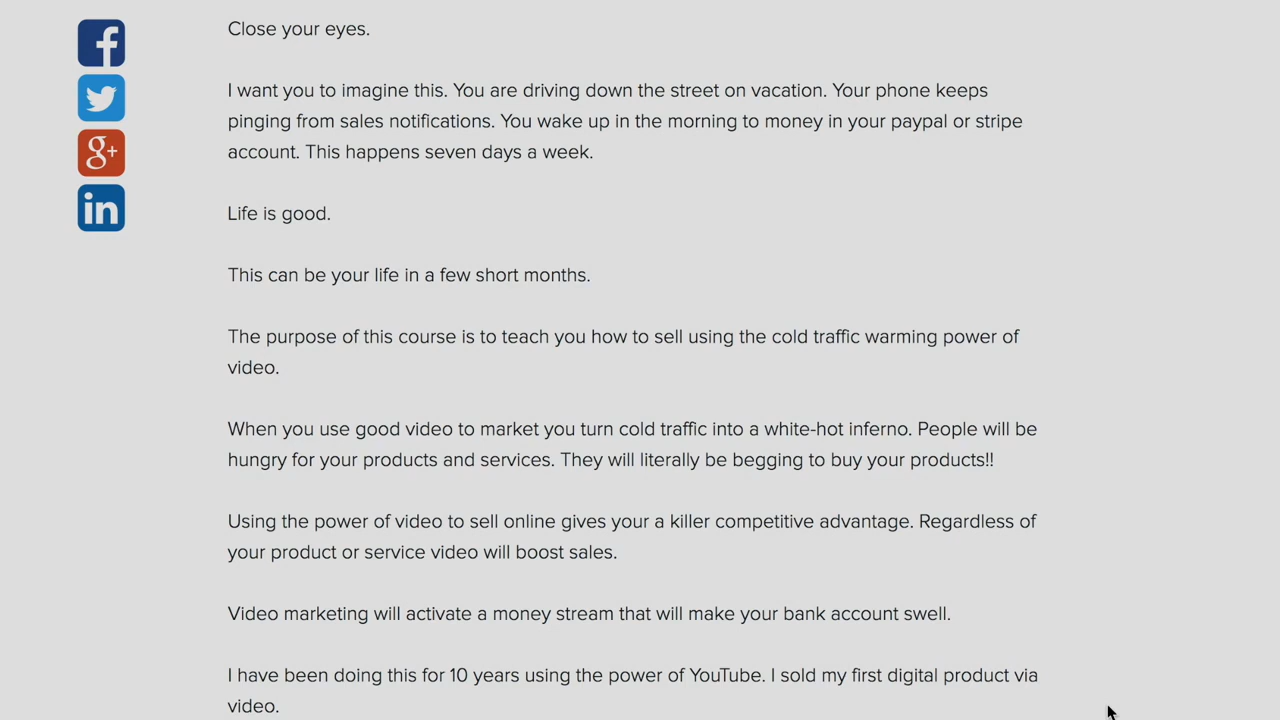 Close your eyes.
I want you to imagine this. You are driving down the street on vacation. Your phone keeps
pinging from sales notifications. You wake up in the morning to money in your paypal or stripe
account. This happens seven days a week.
Life is good.
This can be your life in a few short months.
The purpose of this course is to teach you how to sell using the cold traffic warming power of
video.
When you use good video to market you turn cold traffic into a white-hot inferno. People will be
hungry for your products and services. They will literally be begging to buy your products!!
Using the power of video to sell online gives your a killer competitive advantage. Regardless of
your product or service video will boost sales.
Video marketing will activate a money stream that will make your bank account swell.
I have been doing this for 10 years using the power of YouTube. I sold my first digital product via
video.
f
g+
in